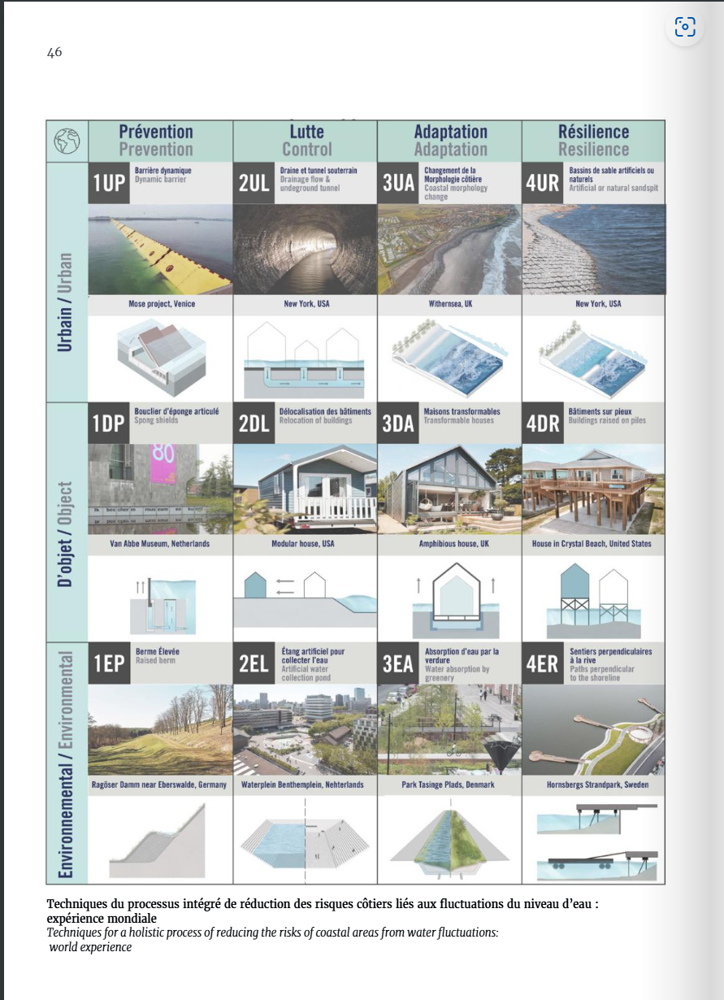 46
Prévention
Prevention
Lutte
Control
Adaptation
Adaptation
Résilience
Resilience
Urbain / Urban
1UP
Barrière dynamique
Dynamic barrier
2UL
Draine et tunnel souterrain
Drainage flow &
undeground tunnel
3UA
Changement de la
Morphologie côtière
Coastal morphology
change
4UR
Bassins de sable artificiels ou
naturels
Artificial or natural sandspit
Mose project, Venice
New York, USA
Withernsea, UK
New York, USA
D'objet / Object
1DP
Bouclier d'éponge articulé
Spong shields
2DL
Délocalisation des bâtiments
Relocation of buildings
3DA
Maisons transformables
Transformable houses
4DR
Bâtiments sur pieux
Buildings raised on piles
80
Van Abbe Museum, Netherlands
Modular house, USA
Amphibious house, UK
House in Crystal Beach, United States
Environnemental / Environmental
1EP
Berme Élevée
Raised berm
2EL
Étang artificiel pour
collecter l'eau
Artificial water
collection pond
3EA
Absorption d'eau par la
verdure
Water absorption by
greenery
4ER
Sentiers perpendiculaires
à la rive
Paths perpendicular
to the shoreline
Ragöser Damm near Eberswalde, Germany
Waterplein Benthemplein, Nehterlands
Park Tasinge Plads, Denmark
Hornsbergs Strandpark, Sweden
Techniques du processus intégré de réduction des risques côtiers liés aux fluctuations du niveau d'eau :
expérience mondiale
Techniques for a holistic process of reducing the risks of coastal areas from water fluctuations:
world experience